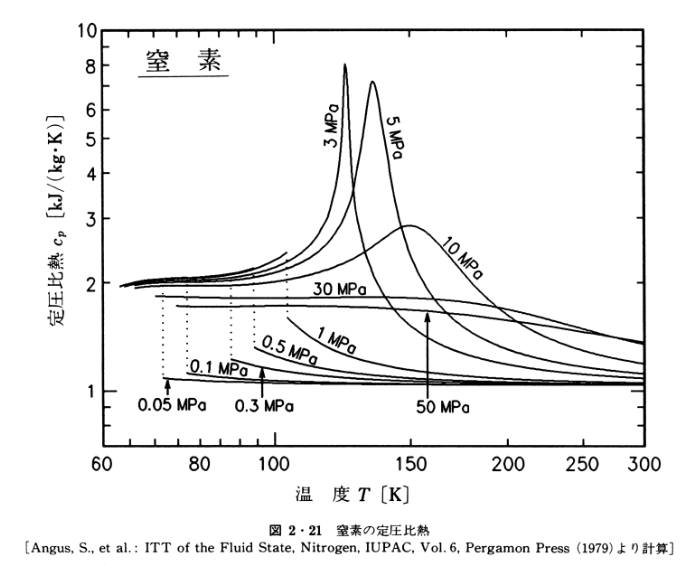 窒素
定圧比熱 cp [kJ/(kg·K)]
10
8
6
5
4
3
2
1
3 MPa
5 MPa
10 MPa
30 MPa
1 MPa
0.5 MPa
0.1 MPa
0.05 MPa
0.3 MPa
50 MPa
60
80
100
150
200
250
300
温度 T [K]
図 2・21 窒素の定圧比熱
[Angus, S., et al.: ITT of the Fluid State, Nitrogen, IUPAC, Vol. 6, Pergamon Press (1979)より計算]